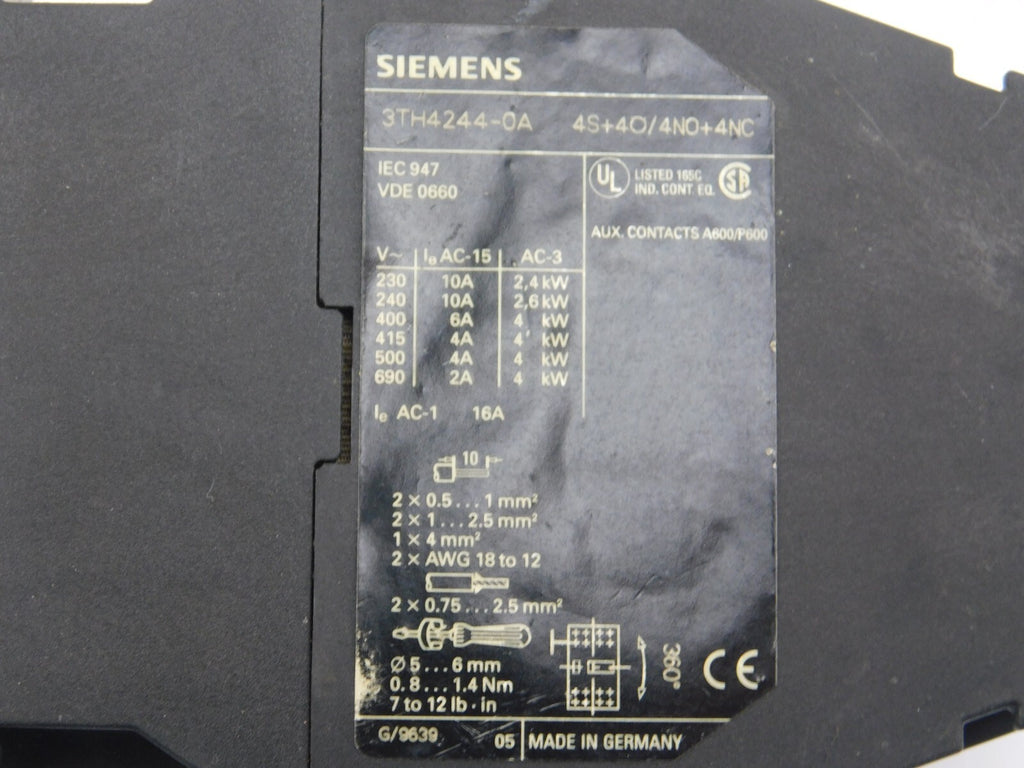 SIEMENS
3TH4244-0A 4S+4Ö/4NO+4NC
IEC 947
VDE 0660
UL LISTED 165C
IND. CONT. EQ. SA
AUX. CONTACTS A600/P600
V~ Ie AC-15 AC-3
230 10A 2,4 kW
240 10A 2,6 kW
400 6A 4 kW
415 4A 4 kW
500 4A 4 kW
690 2A 4 kW
Ie AC-1 16A
10
2 × 0.5...1 mm²
2 × 1...2.5 mm²
1 × 4 mm²
2 × AWG 18 to 12
2 × 0.75...2.5 mm²
Ø 5...6 mm
0.8...1.4 Nm
7 to 12 lb·in
360°
CE
G/9639 05 MADE IN GERMANY